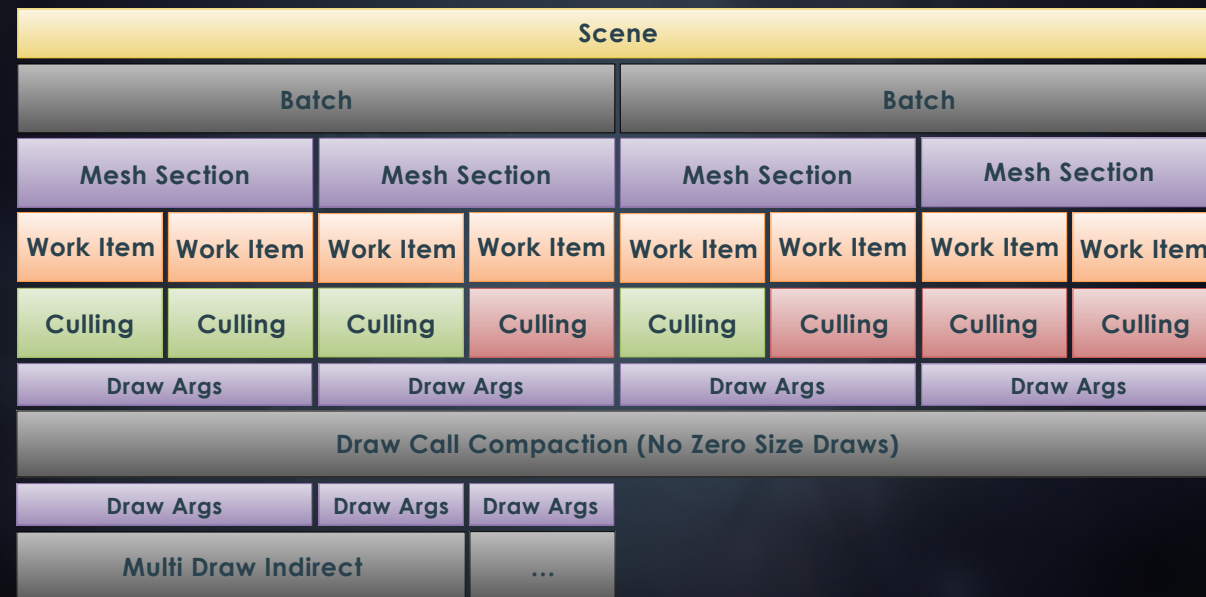 Scene
Batch Batch
Mesh Section Mesh Section Mesh Section Mesh Section
Work Item Work Item Work Item Work Item Work Item Work Item Work Item Work Item
Culling Culling Culling Culling Culling Culling Culling Culling
Draw Args Draw Args Draw Args Draw Args
Draw Call Compaction (No Zero Size Draws)
Draw Args Draw Args Draw Args
Multi Draw Indirect ...